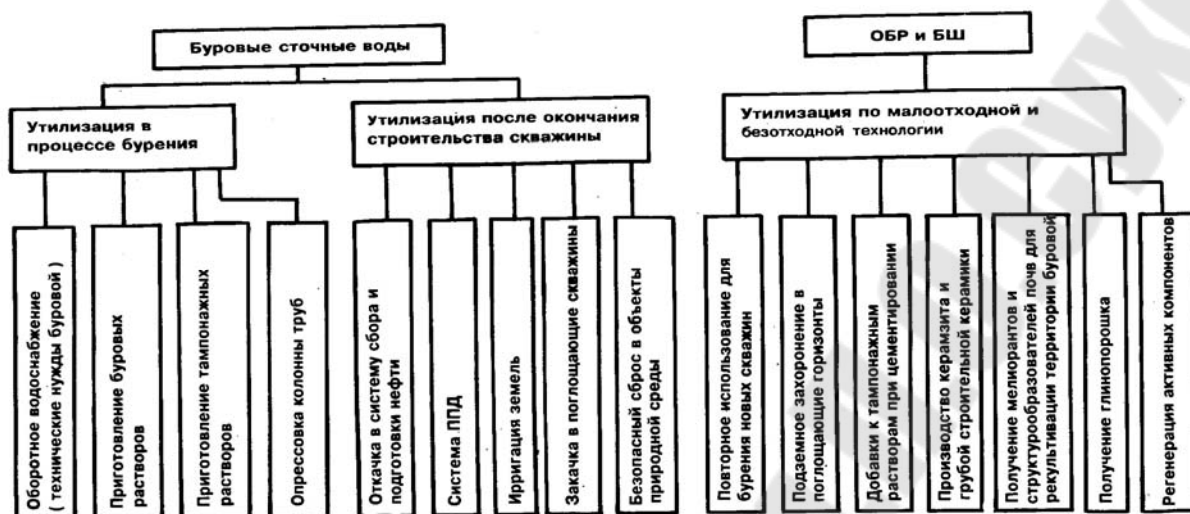 Буровые сточные воды
ОБР и БШ
Утилизация в
процессе бурения
Утилизация после окончания
строительства скважины
Утилизация по малоотходной и
безотходной технологии
Оборотное водоснабжение
( технические нужды буровой )
Приготовление буровых
растворов
Приготовление тампонажных
растворов
Опрессовка колонны труб
Откачка в систему сбора и
подготовки нефти
Система ППД
Ирригация земель
Закачка в поглощающие скважины
Безопасный сброс в объекты
природной среды
Повторное использование для
бурения новых скважин
Подземное захоронение в
поглощающие горизонты
Добавки к тампонажным
растворам при цементировании
Производство керамзита и
грубой строительной керамики
Получение мелиорантов и
структурообразователей почв для
рекультивации территории буровой
Получение глинопорошка
Регенерация активных компонентов